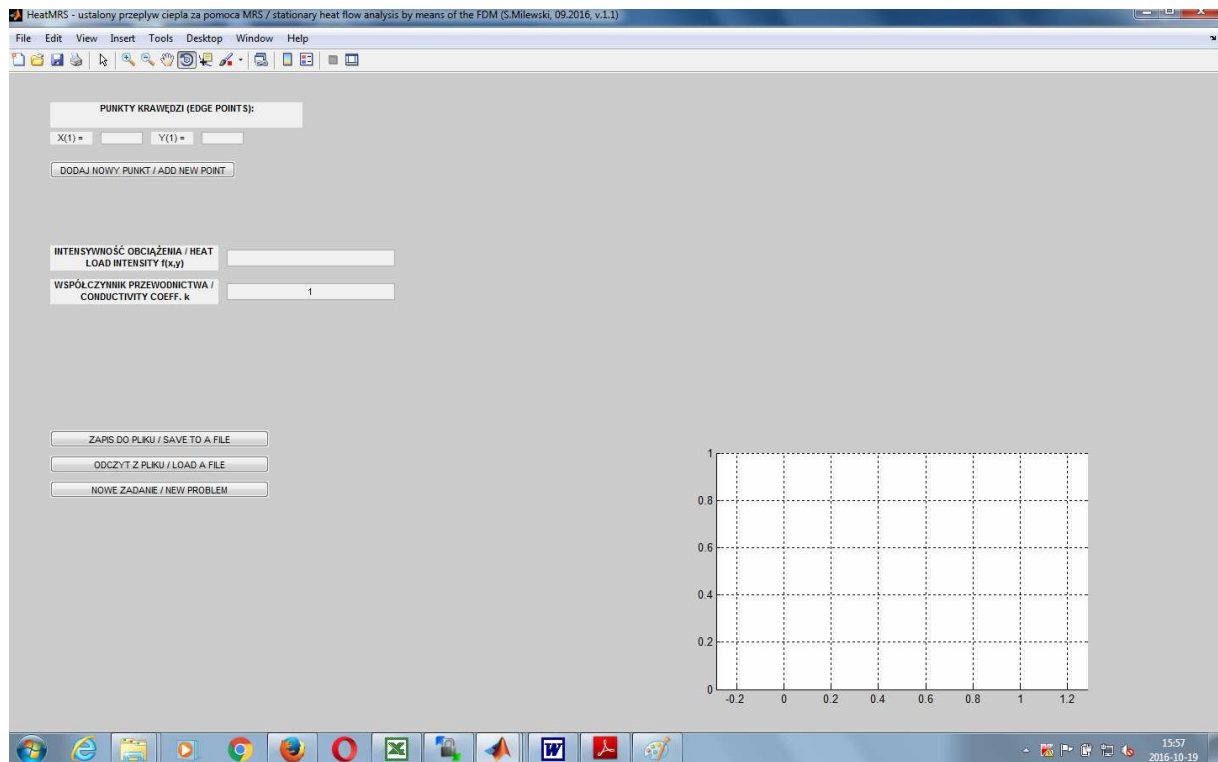 HeatMRS - ustalony przeplyw ciepla za pomoca MRS / stationary heat flow analysis by means of the FDM (S.Milewski, 09.2016, v.1.1)
File Edit View Insert Tools Desktop Window Help
PUNKTY KRAWĘDZI (EDGE POINTS):
X(1) = Y(1) =
DODAJ NOWY PUNKT / ADD NEW POINT
INTENSYWNOŚĆ OBCIĄŻENIA / HEAT
LOAD INTENSITY f(x,y)
WSPÓŁCZYNNIK PRZEWODNICTWA /
CONDUCTIVITY COEFF. k
1
ZAPIS DO PLIKU / SAVE TO A FILE
ODCZYT Z PLIKU / LOAD A FILE
NOWE ZADANIE / NEW PROBLEM
1
0.8
0.6
0.4
0.2
0
-0.2 0 0.2 0.4 0.6 0.8 1 1.2
15:57
2016-10-19